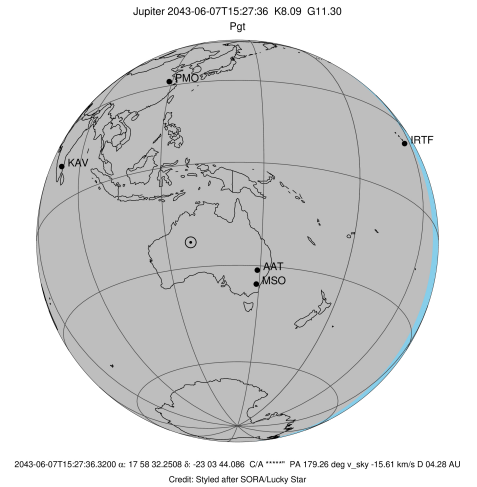 Jupiter 2043-06-07T15:27:36 K8.09 G11.30
Pgt
PMO
IRTF
KAV
AAT
MSO
2043-06-07T15:27:36.3200 α: 17 58 32.2508 δ: -23 03 44.086 C/A *****" PA 179.26 deg v_sky -15.61 km/s D 04.28 AU
Credit: Styled after SORA/Lucky Star